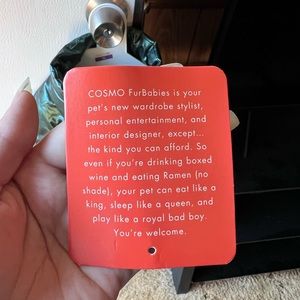 COSMO FurBabies is your
pet's new wardrobe stylist,
personal entertainment, and
interior designer, except...
the kind you can afford. So
even if you're drinking boxed
wine and eating Ramen (no
shade), your pet can eat like a
king, sleep like a queen, and
play like a royal bad boy.
You're welcome.